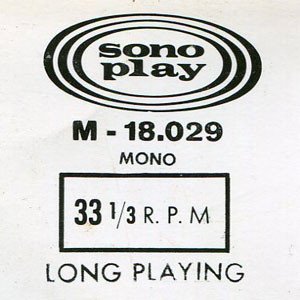 sono
play
M - 18.029
MONO
33 1/3 R. P. M
LONG PLAYING